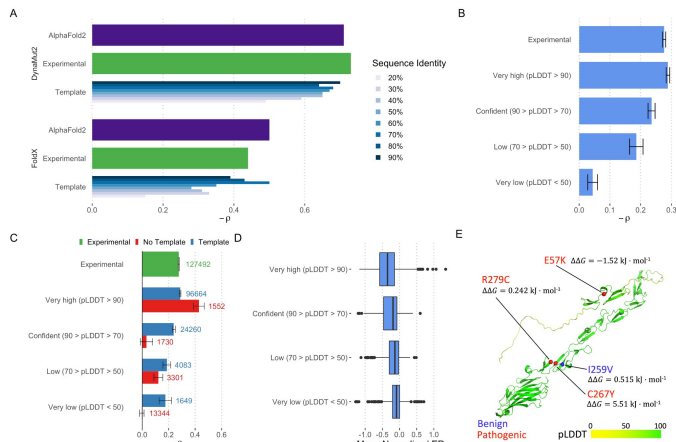 A
DynaMut2
AlphaFold2
Experimental
Template
FoldX
AlphaFold2
Experimental
Template
0.0
0.2
0.4
0.6
− ρ
Sequence Identity
20%
30%
40%
50%
60%
70%
80%
90%
B
Experimental
Very high (pLDDT > 90)
Confident (90 > pLDDT > 70)
Low (70 > pLDDT > 50)
Very low (pLDDT < 50)
0.0
0.1
0.2
0.3
− ρ
C
Experimental
No Template
Template
Experimental
127492
Very high (pLDDT > 90)
96664
1552
Confident (90 > pLDDT > 70)
24260
1730
Low (70 > pLDDT > 50)
4083
3301
Very low (pLDDT < 50)
1649
13344
0.0
0.2
0.4
0.6
D
Very high (pLDDT > 90)
Confident (90 > pLDDT > 70)
Low (70 > pLDDT > 50)
Very low (pLDDT < 50)
-1.0
-0.5
0.0
0.5
1.0
E
E57K
ΔΔG = −1.52 kJ · mol⁻¹
R279C
ΔΔG = 0.242 kJ · mol⁻¹
I259V
ΔΔG = 0.515 kJ · mol⁻¹
C267Y
ΔΔG = 5.51 kJ · mol⁻¹
Benign
Pathogenic
pLDDT
0
50
100